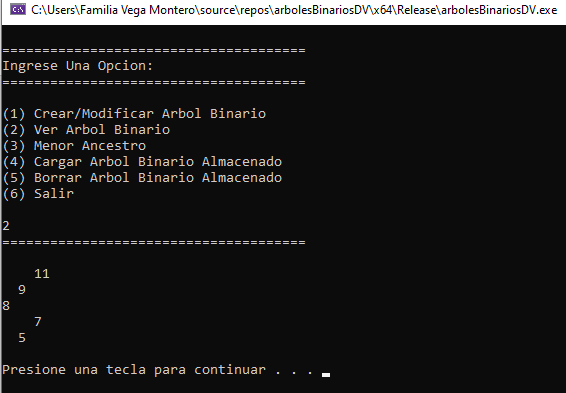 C:\Users\Familia Vega Montero\source\repos\arbolesBinariosDV\x64\Release\arbolesBinariosDV.exe
======================================
Ingrese Una Opcion:
======================================
(1) Crear/Modificar Arbol Binario
(2) Ver Arbol Binario
(3) Menor Ancestro
(4) Cargar Arbol Binario Almacenado
(5) Borrar Arbol Binario Almacenado
(6) Salir
2
======================================
    11
  9
8
    7
  5
Presione una tecla para continuar . . .